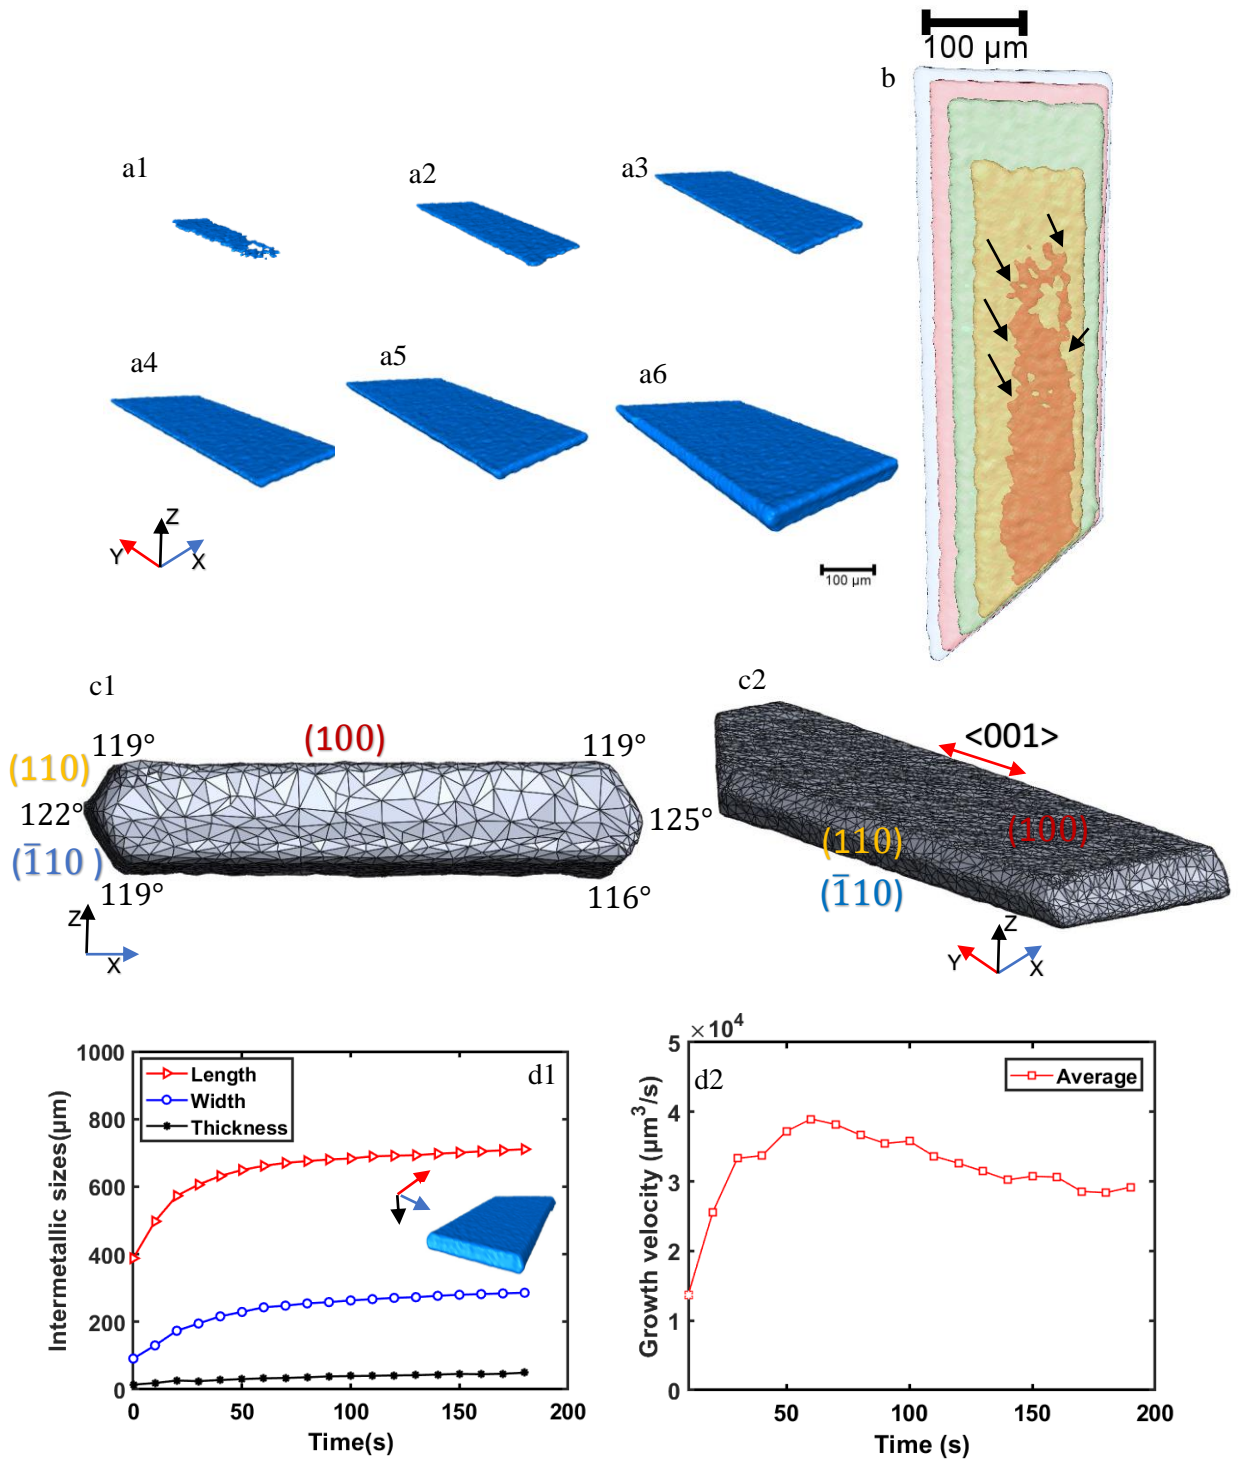 100 μm
b
a1
a2
a3
a4
a5
a6
Z
Y
X
100 μm
c1
c2
119°
(100)
119°
(110)
122°
125°
(1̅10 )
119°
116°
Z
X
<001>
(100)
(110)
(1̅10)
Z
Y
X
1000
800
600
400
200
0
0
50
100
150
200
Intermetallic sizes(μm)
Time(s)
Length
Width
Thickness
d1
5
4
3
2
1
0
×10⁴
50
100
150
200
Growth velocity (μm³/s)
Time (s)
d2
Average